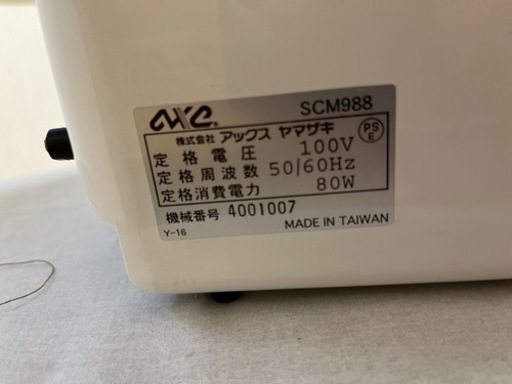 AXE® SCM988
株式会社 アックス ヤマザキ PSE
定格電圧 100V
定格周波数 50/60Hz
定格消費電力 80W
機械番号 4001007
Y-16 MADE IN TAIWAN